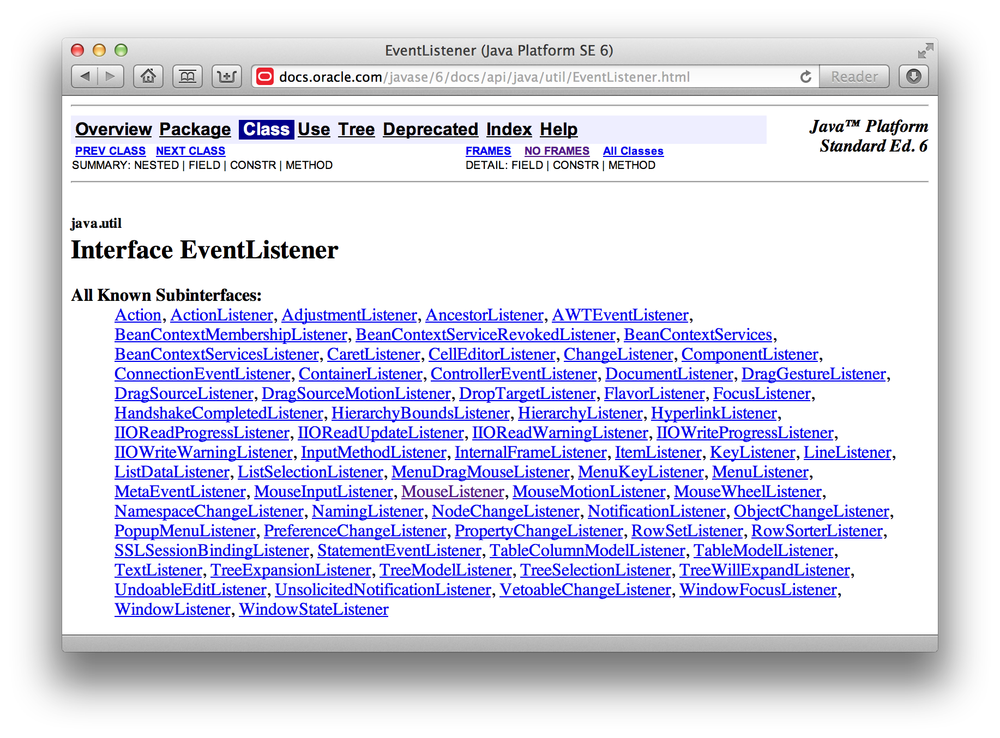 EventListener (Java Platform SE 6)
docs.oracle.com/javase/6/docs/api/java/util/EventListener.html
Reader
Overview Package Class Use Tree Deprecated Index Help
Java™ Platform
Standard Ed. 6
PREV CLASS NEXT CLASS
FRAMES NO FRAMES All Classes
SUMMARY: NESTED | FIELD | CONSTR | METHOD
DETAIL: FIELD | CONSTR | METHOD
java.util
Interface EventListener
All Known Subinterfaces:
Action, ActionListener, AdjustmentListener, AncestorListener, AWTEventListener,
BeanContextMembershipListener, BeanContextServiceRevokedListener, BeanContextServices,
BeanContextServicesListener, CaretListener, CellEditorListener, ChangeListener, ComponentListener,
ConnectionEventListener, ContainerListener, ControllerEventListener, DocumentListener, DragGestureListener,
DragSourceListener, DragSourceMotionListener, DropTargetListener, FlavorListener, FocusListener,
HandshakeCompletedListener, HierarchyBoundsListener, HierarchyListener, HyperlinkListener,
IIOReadProgressListener, IIOReadUpdateListener, IIOReadWarningListener, IIOWriteProgressListener,
IIOWriteWarningListener, InputMethodListener, InternalFrameListener, ItemListener, KeyListener, LineListener,
ListDataListener, ListSelectionListener, MenuDragMouseListener, MenuKeyListener, MenuListener,
MetaEventListener, MouseInputListener, MouseListener, MouseMotionListener, MouseWheelListener,
NamespaceChangeListener, NamingListener, NodeChangeListener, NotificationListener, ObjectChangeListener,
PopupMenuListener, PreferenceChangeListener, PropertyChangeListener, RowSetListener, RowSorterListener,
SSLSessionBindingListener, StatementEventListener, TableColumnModelListener, TableModelListener,
TextListener, TreeExpansionListener, TreeModelListener, TreeSelectionListener, TreeWillExpandListener,
UndoableEditListener, UnsolicitedNotificationListener, VetoableChangeListener, WindowFocusListener,
WindowListener, WindowStateListener